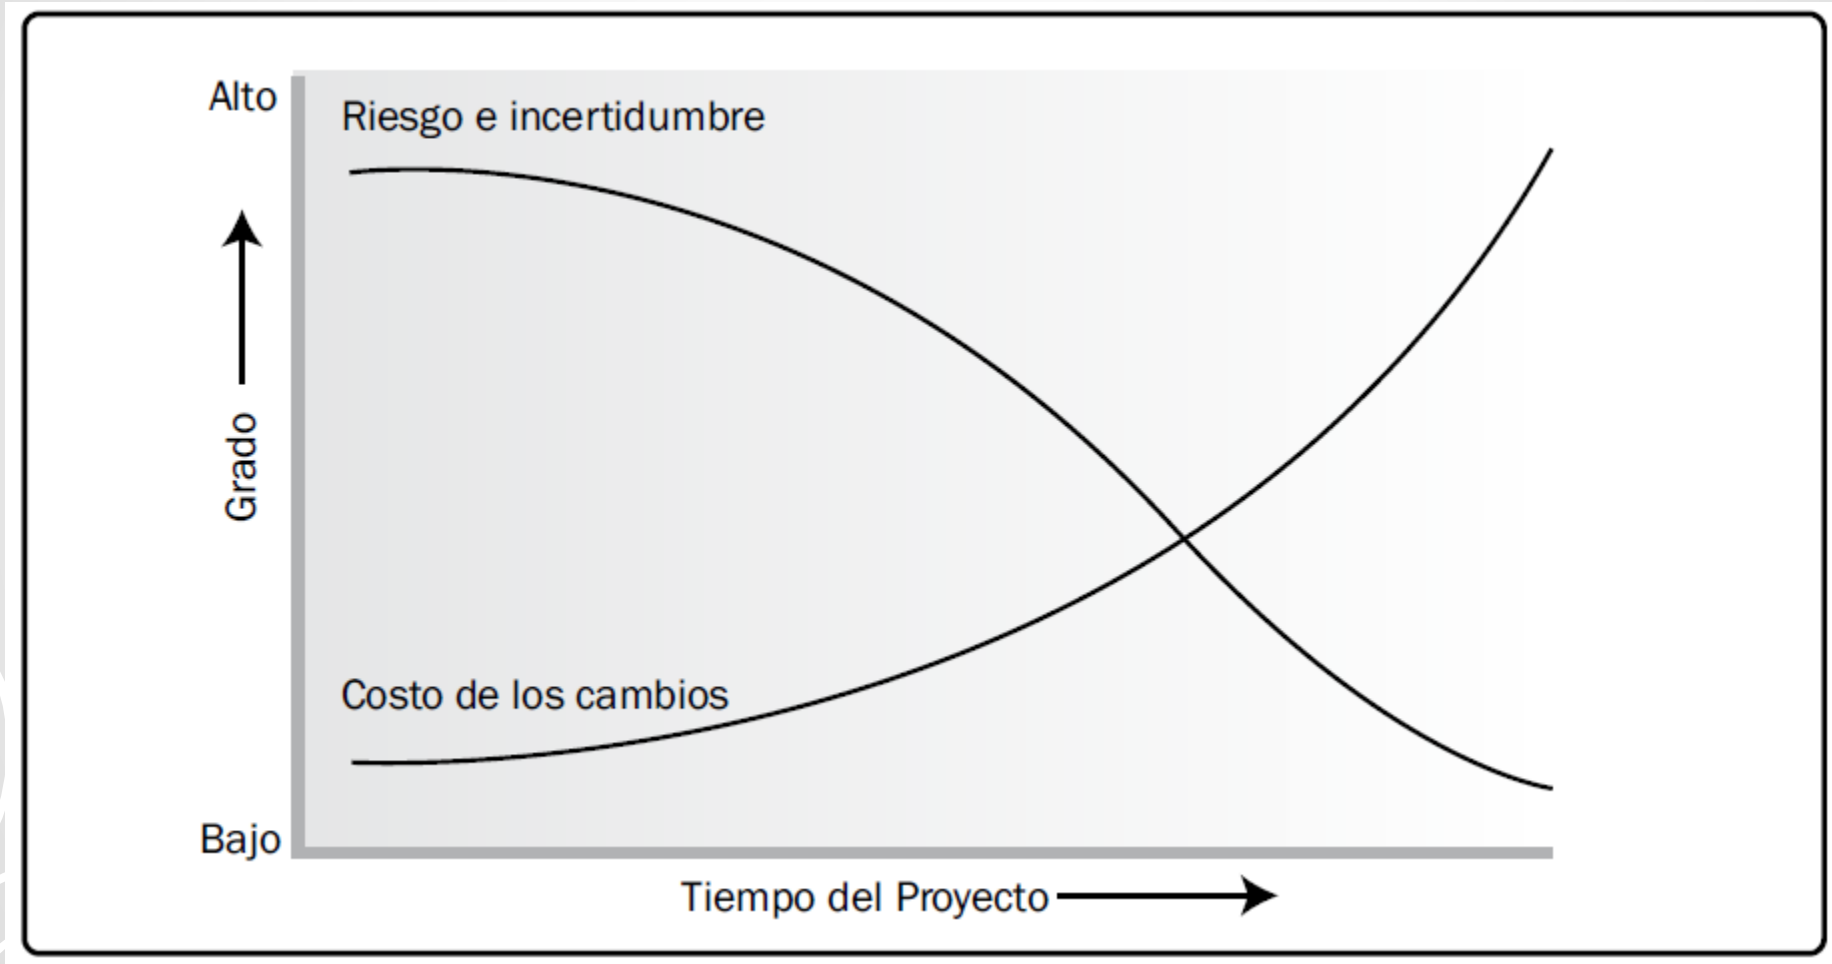 Alto
Riesgo e incertidumbre
Grado
Costo de los cambios
Bajo
Tiempo del Proyecto